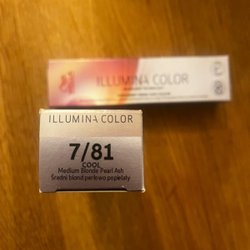 ILLUMINA COLOR
ILLUMINA COLOR
7/81
COOL
Medium Blonde Pearl Ash
Średni blond perłowo popielaty